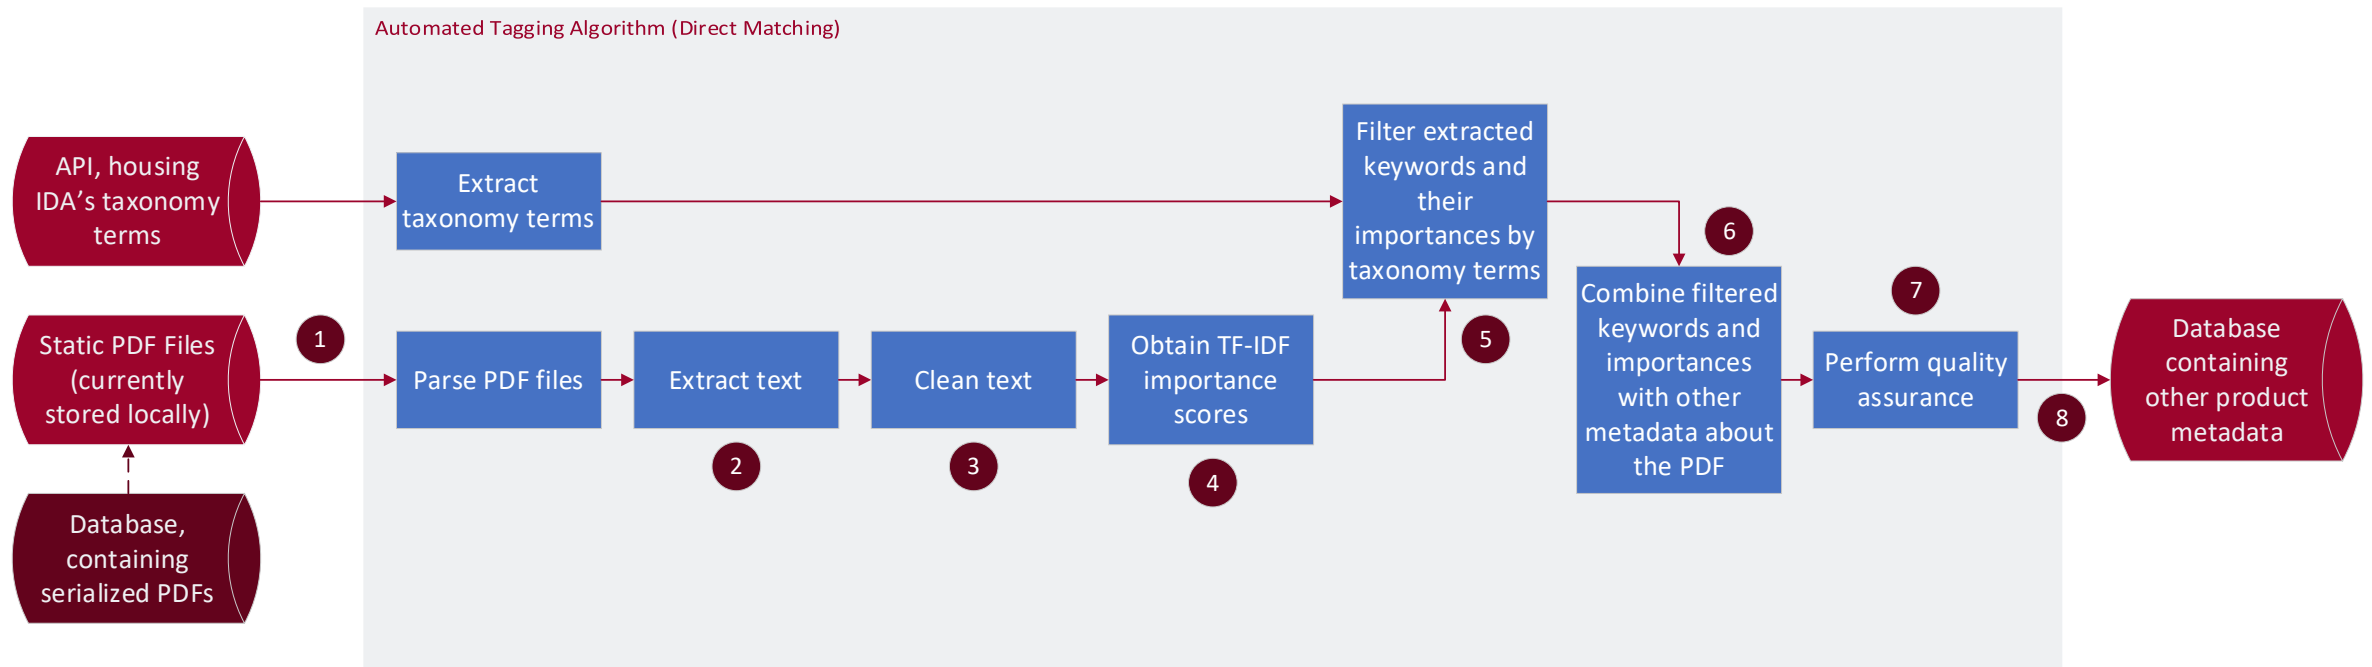 Automated Tagging Algorithm (Direct Matching)
API, housing
IDA's taxonomy
terms
Extract
taxonomy terms
Filter extracted
keywords and
their
importances by
taxonomy terms
6
Static PDF Files
(currently
stored locally)
1
Parse PDF files
Extract text
2
Clean text
3
Obtain TF-IDF
importance
scores
4
5
Combine filtered
keywords and
importances
with other
metadata about
the PDF
7
Perform quality
assurance
8
Database
containing
other product
metadata
Database,
containing
serialized PDFs